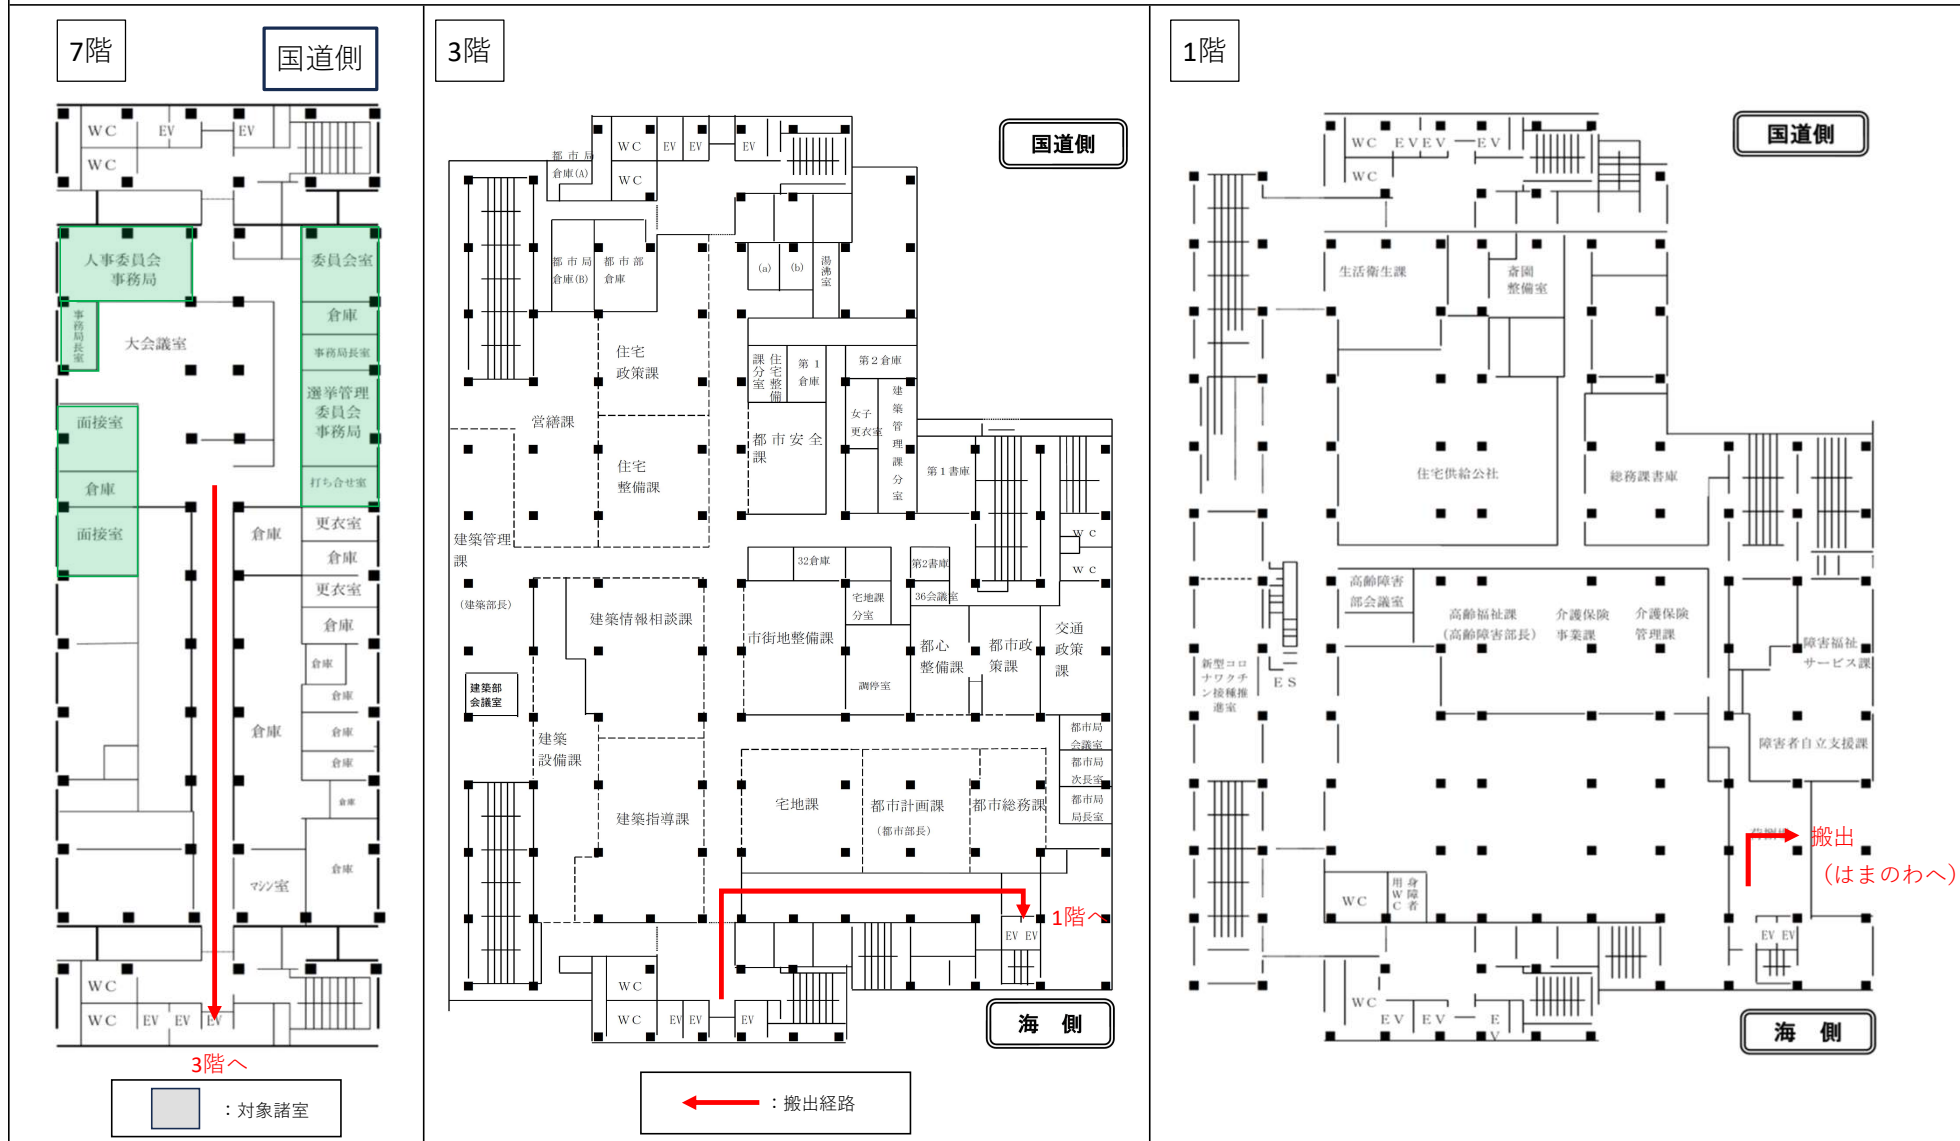 7階
国道側
WC
EV
EV
WC
人事委員会
事務局
委員会室
事務局長室
大会議室
倉庫
事務局長室
選挙管理
委員会
事務局
面接室
打ち合せ室
倉庫
面接室
倉庫
更衣室
倉庫
更衣室
倉庫
倉庫
倉庫
倉庫
倉庫
倉庫
倉庫
マシン室
倉庫
WC
WC
EV
EV
EV
3階へ
：対象諸室
3階
国道側
都市局
倉庫(A)
WC
EV
EV
EV
WC
都市局
倉庫(B)
都市部
倉庫
(a)
(b)
湯沸室
住宅
政策課
住宅整備
課分室
第1
倉庫
第2倉庫
営繕課
女子
更衣室
建築管理課分室
都市安全
課
住宅
整備課
第1書庫
WC
WC
建築管理
課
(建築部長)
32倉庫
第2書庫
36会議室
宅地課
分室
建築情報相談課
市街地整備課
都心
整備課
都市政
策課
交通
政策
課
建築部
会議室
調停室
建築
設備課
都市局
会議室
都市局
次長室
都市局
局長室
宅地課
都市計画課
(都市部長)
都市総務課
建築指導課
1階へ
EV
EV
WC
WC
EV
EV
EV
海　側
：搬出経路
1階
国道側
WC
EV
EV
EV
WC
生活衛生課
斎園
整備室
住宅供給公社
総務課書庫
高齢障害
部会議室
高齢福祉課
(高齢障害部長)
介護保険
事業課
介護保険
管理課
障害福祉
サービス課
新型コロ
ナワクチ
ン接種推
進室
ES
障害者自立支援課
搬出
（はまのわへ）
WC
身障者
用WC
EV
EV
WC
EV
EV
EV
海　側